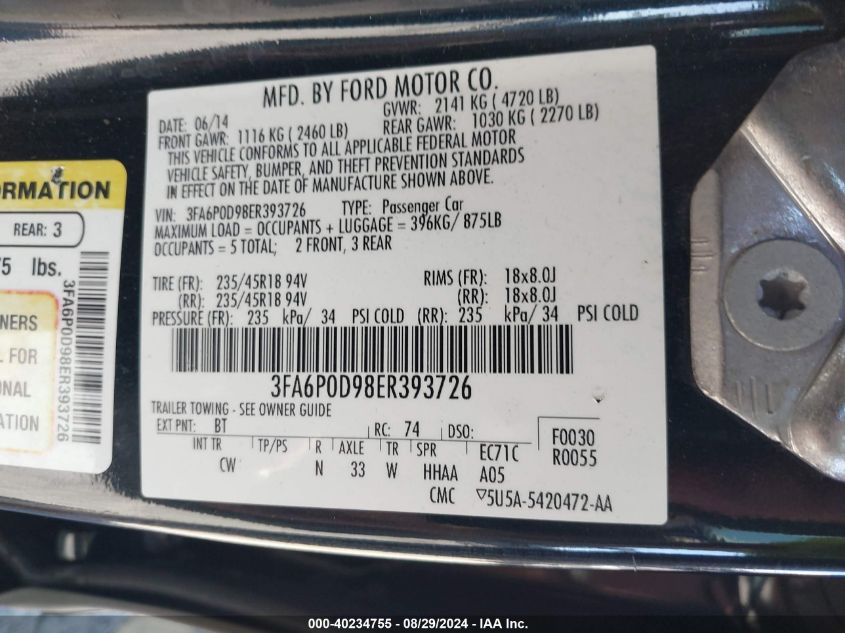 MFD. BY FORD MOTOR CO.
DATE: 06/14 GVWR: 2141 KG ( 4720 LB)
FRONT GAWR: 1116 KG ( 2460 LB) REAR GAWR: 1030 KG ( 2270 LB)
THIS VEHICLE CONFORMS TO ALL APPLICABLE FEDERAL MOTOR
VEHICLE SAFETY, BUMPER, AND THEFT PREVENTION STANDARDS
IN EFFECT ON THE DATE OF MANUFACTURE SHOWN ABOVE.
VIN: 3FA6P0D98ER393726 TYPE: Passenger Car
MAXIMUM LOAD = OCCUPANTS + LUGGAGE = 396KG/ 875LB
OCCUPANTS = 5 TOTAL; 2 FRONT, 3 REAR
TIRE (FR): 235/45R18 94V RIMS (FR): 18x8.0J
(RR): 235/45R18 94V (RR): 18x8.0J
PRESSURE (FR): 235 kPa/ 34 PSI COLD (RR): 235 kPa/ 34 PSI COLD
3FA6P0D98ER393726
TRAILER TOWING - SEE OWNER GUIDE
EXT PNT: BT RC: 74 DSO: F0030
R0055
INT TR TP/PS R AXLE TR SPR EC71C
CW N 33 W HHAA A05
CMC ▽5U5A-5420472-AA
ORMATION
REAR: 3
75 lbs.
3FA6P0D98ER393726
NERS
L FOR
ONAL
ATION
000-40234755 - 08/29/2024 - IAA Inc.